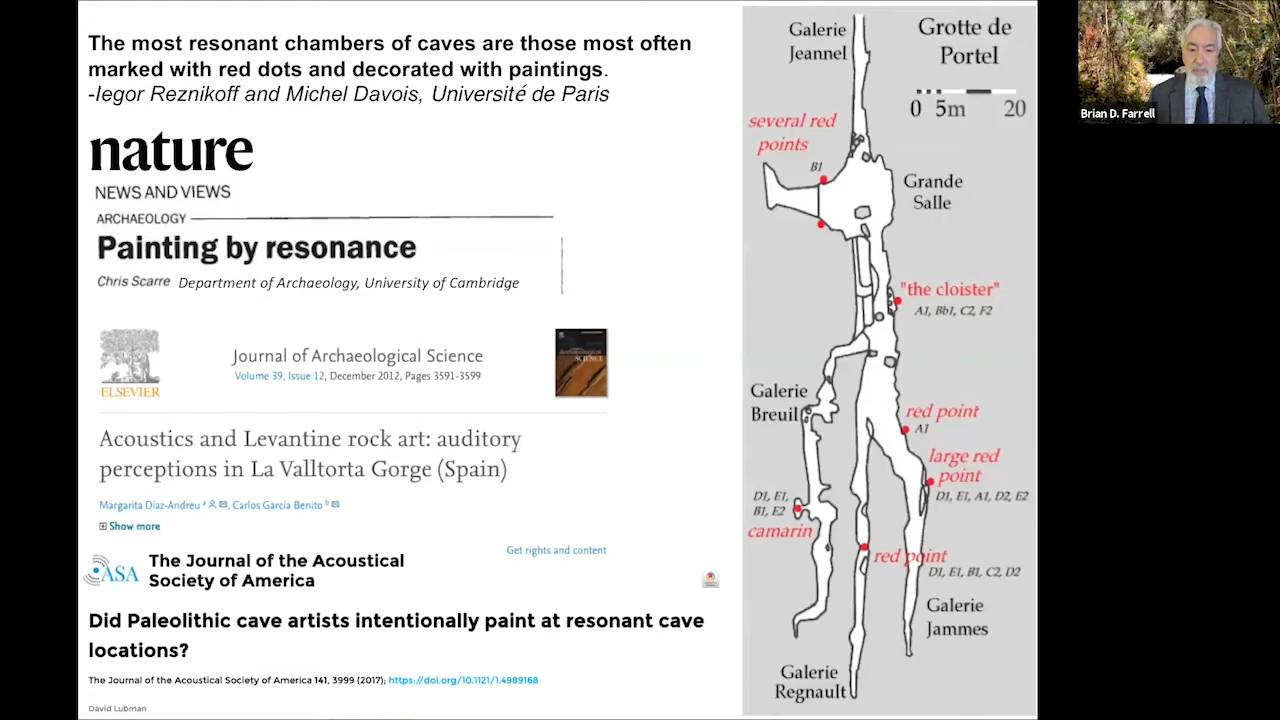 The most resonant chambers of caves are those most often
marked with red dots and decorated with paintings.
-Iegor Reznikoff and Michel Davois, Université de Paris
nature
NEWS AND VIEWS
ARCHAEOLOGY
Painting by resonance
Chris Scarre Department of Archaeology, University of Cambridge
ELSEVIER
Journal of Archaeological Science
Volume 39, Issue 12, December 2012, Pages 3591-3599
Archaeological
SCIENCE
Acoustics and Levantine rock art: auditory
perceptions in La Valltorta Gorge (Spain)
Margarita Díaz-Andreu a, Carlos García Benito b
Show more
Get rights and content
ASA
The Journal of the Acoustical
Society of America
Did Paleolithic cave artists intentionally paint at resonant cave
locations?
The Journal of the Acoustical Society of America 141, 3999 (2017); https://doi.org/10.1121/1.4989168
David Lubman
Grotte de
Portel
0 5m 20
Galerie
Jeannel
several red
points
B1
Grande
Salle
"the cloister"
A1, Bb1, C2, F2
Galerie
Breuil
red point
A1
large red
point
D1, E1, A1, D2, E2
D1, E1,
B1, E2
camarin
red point
D1, E1, B1, C2, D2
Galerie
Jammes
Galerie
Regnault
Brian D. Farrell